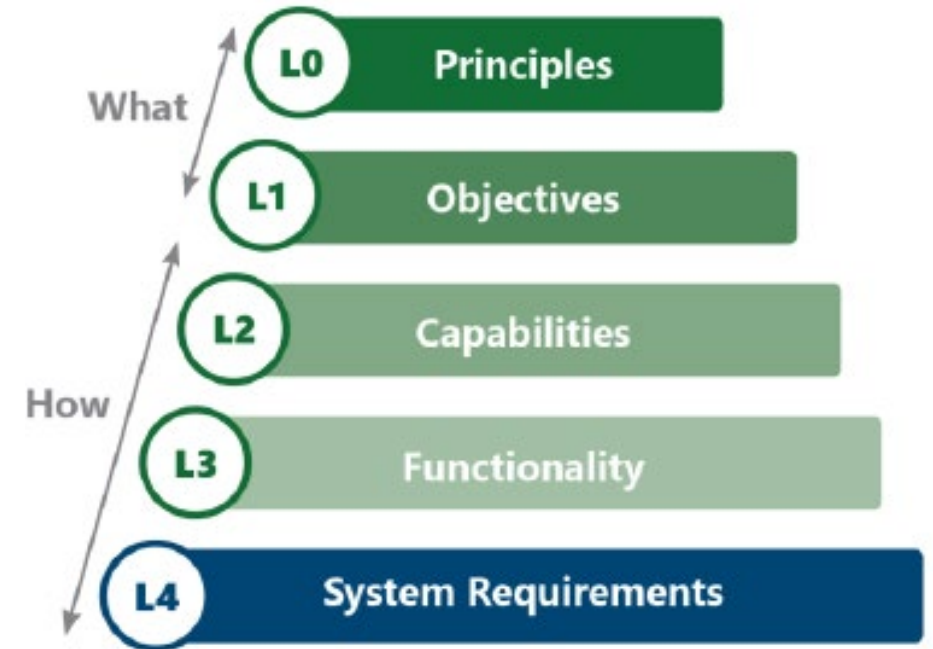 L0 Principles
What
L1 Objectives
L2 Capabilities
How
L3 Functionality
L4 System Requirements